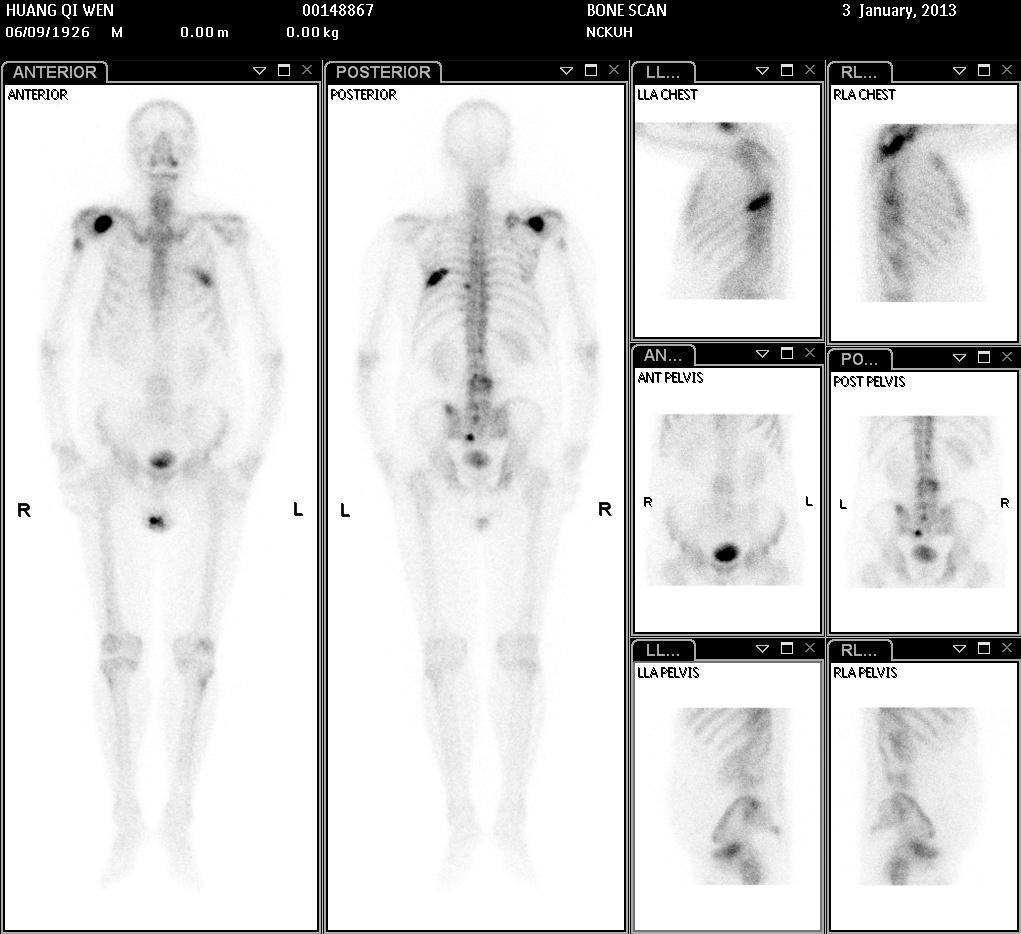 HUANG QI WEN 00148867 BONE SCAN 3 January, 2013
06/09/1926 M 0.00 m 0.00 kg NCKUH
ANTERIOR POSTERIOR LL... RL...
ANTERIOR POSTERIOR LLA CHEST RLA CHEST
AN... PO...
ANT PELVIS POST PELVIS
R L L R
R L L R
LL... RL...
LLA PELVIS RLA PELVIS